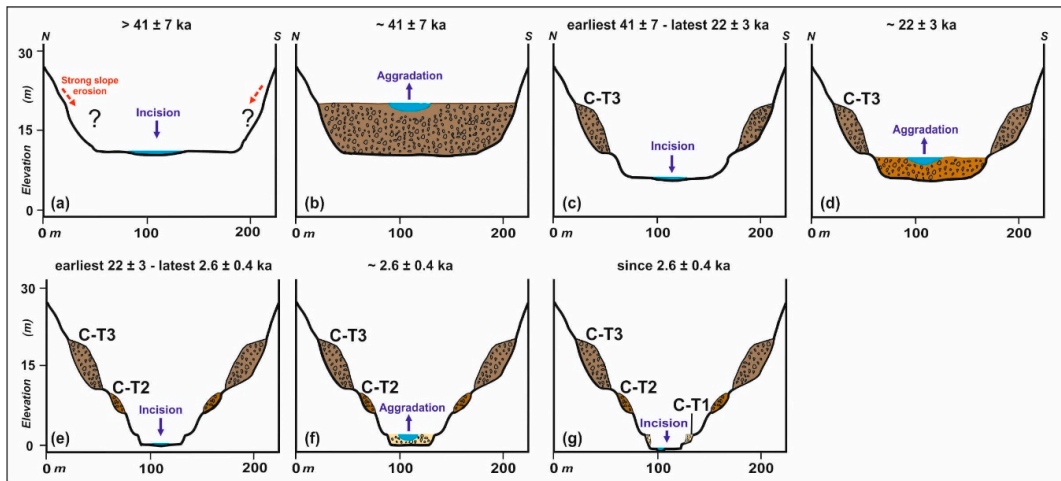 > 41 ± 7 ka
N
S
30
(m)
15
Elevation
0
Strong slope
erosion
?
Incision
?
(a)
0 m
100
200
~ 41 ± 7 ka
N
S
Aggradation
(b)
0 m
100
200
earliest 41 ± 7 - latest 22 ± 3 ka
N
S
30
(m)
15
Elevation
0
C-T3
Incision
(c)
0 m
100
200
~ 22 ± 3 ka
N
S
C-T3
Aggradation
(d)
0 m
100
200
earliest 22 ± 3 - latest 2.6 ± 0.4 ka
30
(m)
15
Elevation
0
C-T3
C-T2
Incision
(e)
0 m
100
200
~ 2.6 ± 0.4 ka
C-T3
C-T2
Aggradation
(f)
0 m
100
200
since 2.6 ± 0.4 ka
C-T3
C-T2
C-T1
Incision
(g)
0 m
100
200